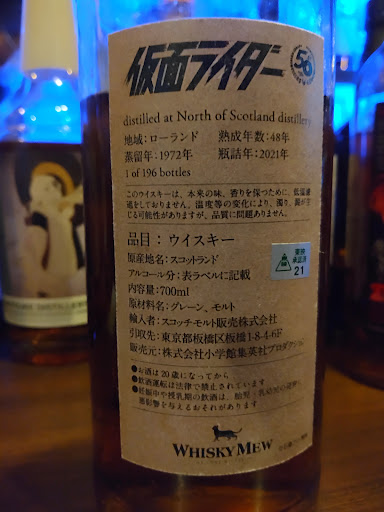 仮面ライダー
50
distilled at North of Scotland distillery
地域：ローランド　熟成年数：48年
蒸留年：1972年　瓶詰年：2021年
1 of 196 bottles
このウイスキーは、本来の味、香りを保つために、低温濾
過をしておりません。温度等の変化により、濁り、澱が生
じる可能性がありますが、品質に問題ありません。
品目：ウイスキー
原産地名：スコットランド
アルコール分：表ラベルに記載
内容量：700ml
原材料名：グレーン、モルト
輸入者：スコッチモルト販売株式会社
引取先：東京都板橋区板橋1-8-4-6F
販売元：株式会社小学館集英社プロダクション
意匠
承認済
21
●お酒は20歳になってから
●飲酒運転は法律で禁止されています
●妊娠中や授乳期の飲酒は、胎児・乳幼児の発育に
悪影響を与えるおそれがあります
WHISKY MEW